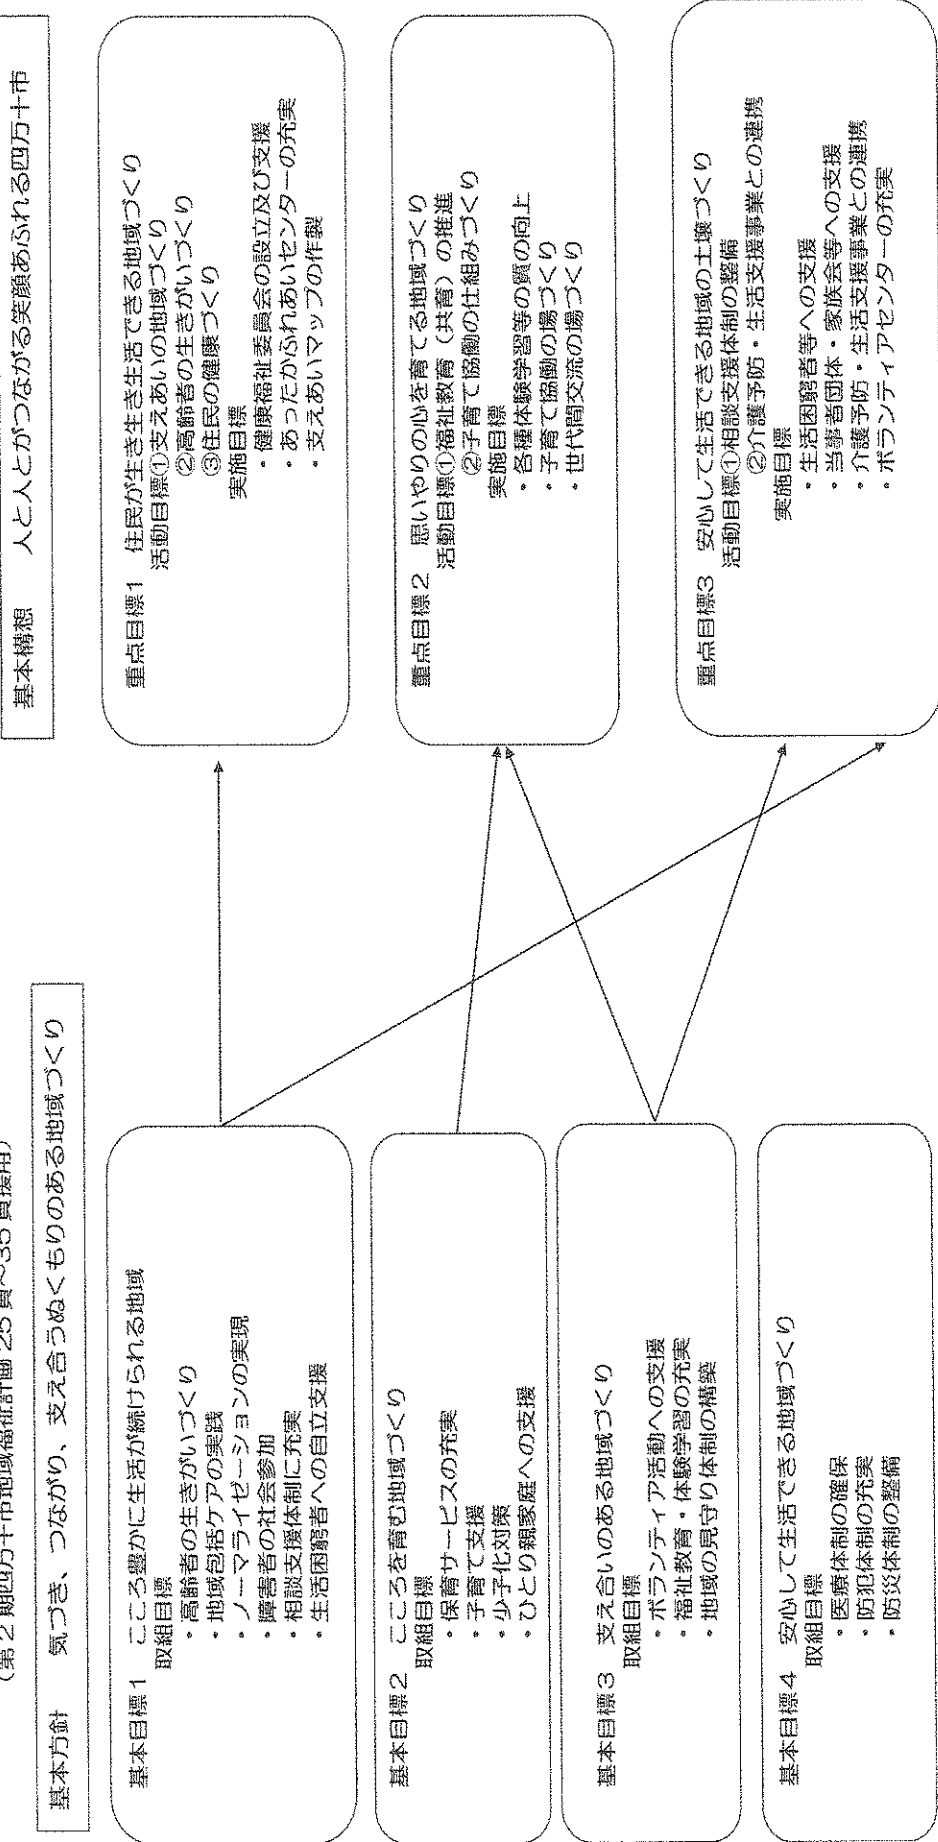 （第２期四万十市地域福祉計画 25 頁～35 頁援用）
基本方針　気づき、つながり、支え合うぬくもりのある地域づくり
基本目標１　こころ豊かに生活が続けられる地域
取組目標
・高齢者の生きがいづくり
・地域包括ケアの実践
・ノーマライゼーションの実現
・障害者の社会参加
・相談支援体制に充実
・生活困窮者への自立支援
基本目標２　こころを育む地域づくり
取組目標
・保育サービスの充実
・子育て支援
・少子化対策
・ひとり親家庭への支援
基本目標３　支え合いのある地域づくり
取組目標
・ボランティア活動への支援
・福祉教育・体験学習の充実
・地域の見守り体制の構築
基本目標４　安心して生活できる地域づくり
取組目標
・医療体制の確保
・防犯体制の充実
・防災体制の整備
基本構想　人と人とがつながる笑顔あふれる四万十市
重点目標１　住民が生き生き生活できる地域づくり
活動目標①支えあいの地域づくり
②高齢者の生きがいづくり
③住民の健康づくり
実施目標
・健康福祉委員会の設立及び支援
・あったかふれあいセンターの充実
・支えあいマップの作製
重点目標２　思いやりの心を育てる地域づくり
活動目標①福祉教育（共育）の推進
②子育て協働の仕組みづくり
実施目標
・各種体験学習等の質の向上
・子育て協働の場づくり
・世代間交流の場づくり
重点目標３　安心して生活できる地域の土壌づくり
活動目標①相談支援体制の整備
②介護予防・生活支援事業との連携
実施目標
・生活困窮者等への支援
・当事者団体・家族会等への支援
・介護予防・生活支援事業との連携
・ボランティアセンターの充実